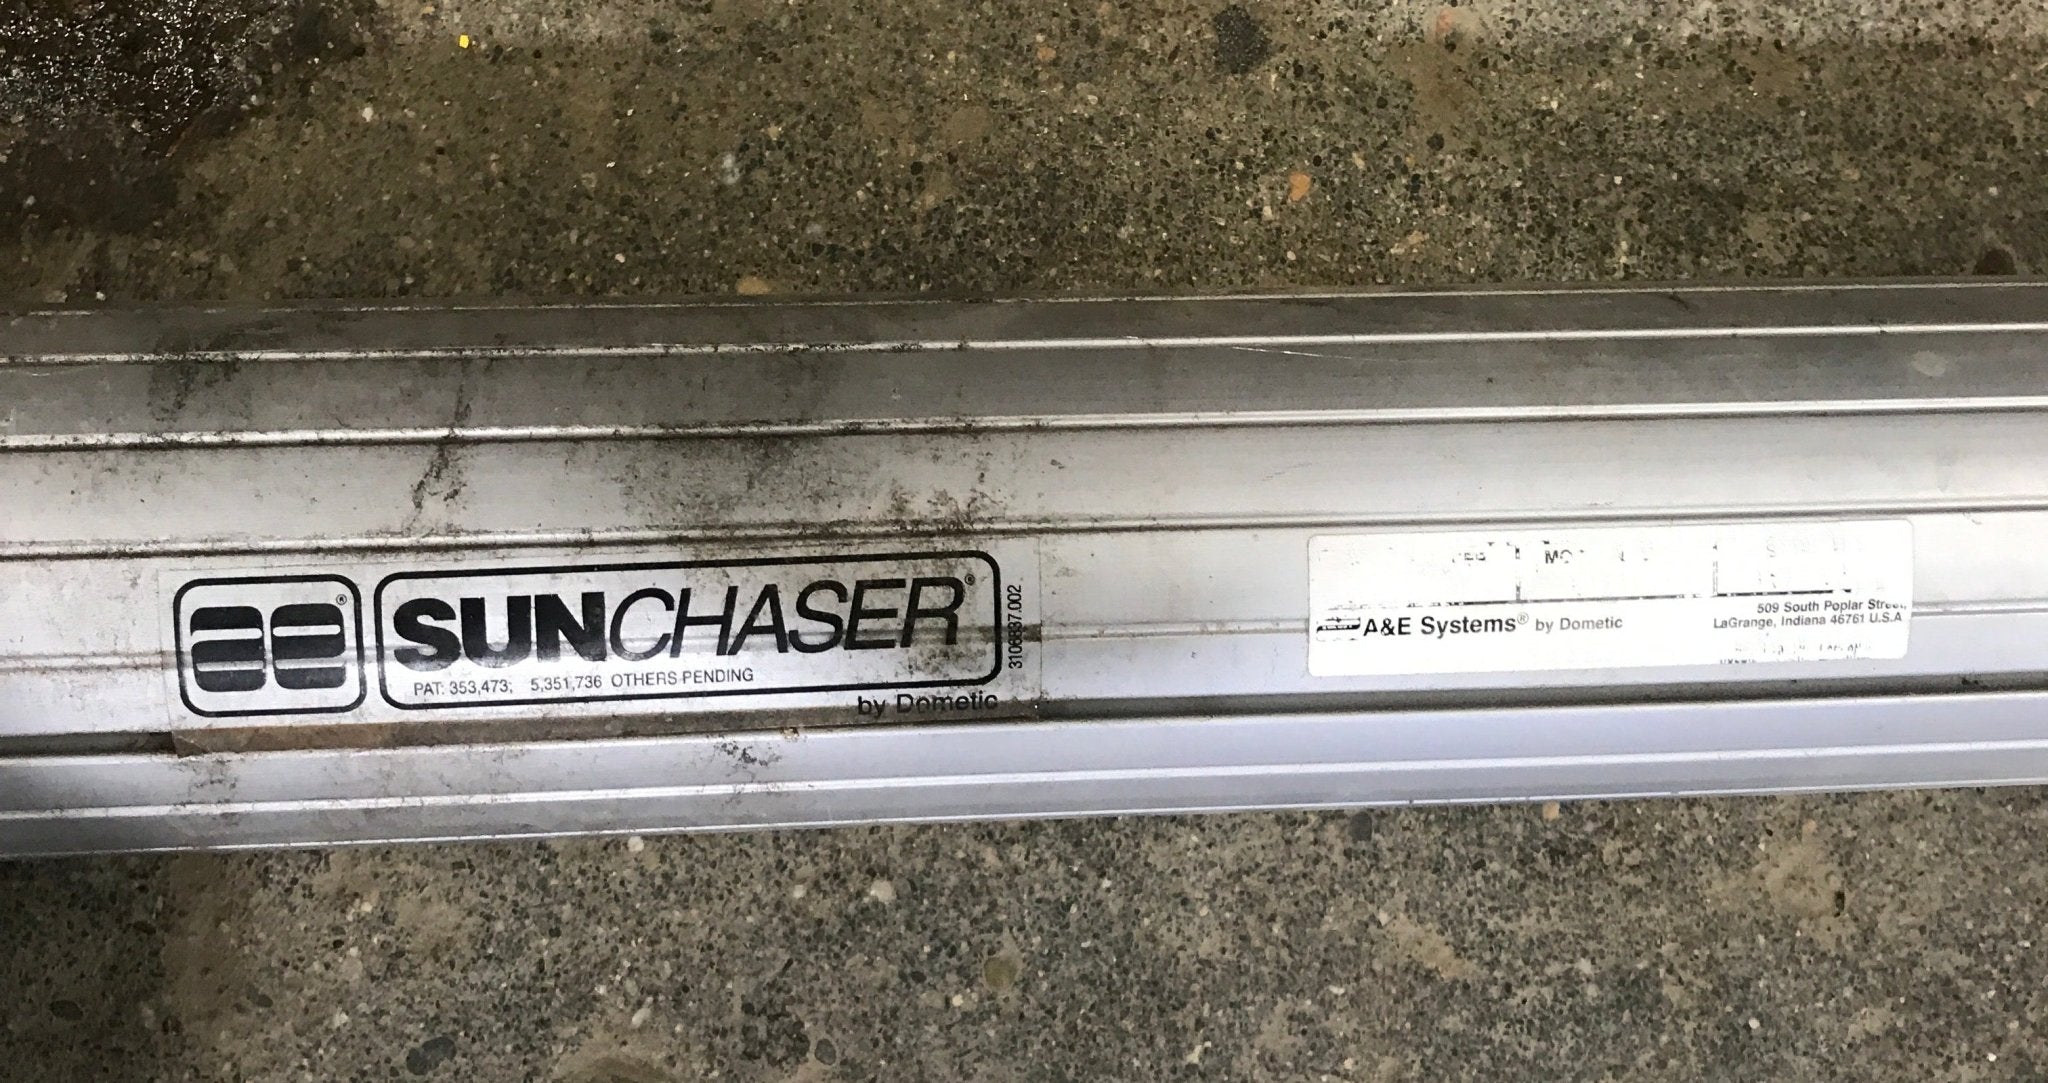 ae®
SUNCHASER®
PAT: 353,473; 5,351,736 OTHERS PENDING
by Dometic
3106837.002
A&E Systems® by Dometic
509 South Poplar Street,
LaGrange, Indiana 46761 U.S.A